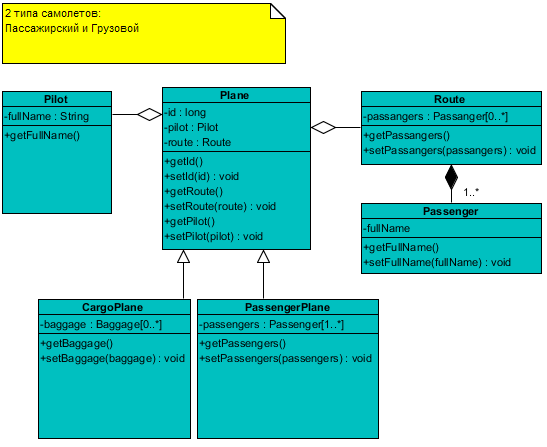 2 типа самолетов:
Пассажирский и Грузовой
Pilot
-fullName : String
+getFullName()
Plane
-id : long
-pilot : Pilot
-route : Route
+getId()
+setId(id) : void
+getRoute()
+setRoute(route) : void
+getPilot()
+setPilot(pilot) : void
Route
-passangers : Passanger[0..*]
+getPassangers()
+setPassangers(passangers) : void
1..*
Passenger
-fullName
+getFullName()
+setFullName(fullName) : void
CargoPlane
-baggage : Baggage[0..*]
+getBaggage()
+setBaggage(baggage) : void
PassengerPlane
-passengers : Passenger[1..*]
+getPassengers()
+setPassengers(passengers) : void